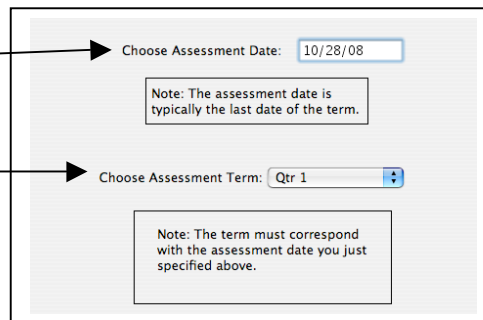 Choose Assessment Date: 10/28/08
Note: The assessment date is
typically the last date of the term.
Choose Assessment Term: Qtr 1
Note: The term must correspond
with the assessment date you just
specified above.